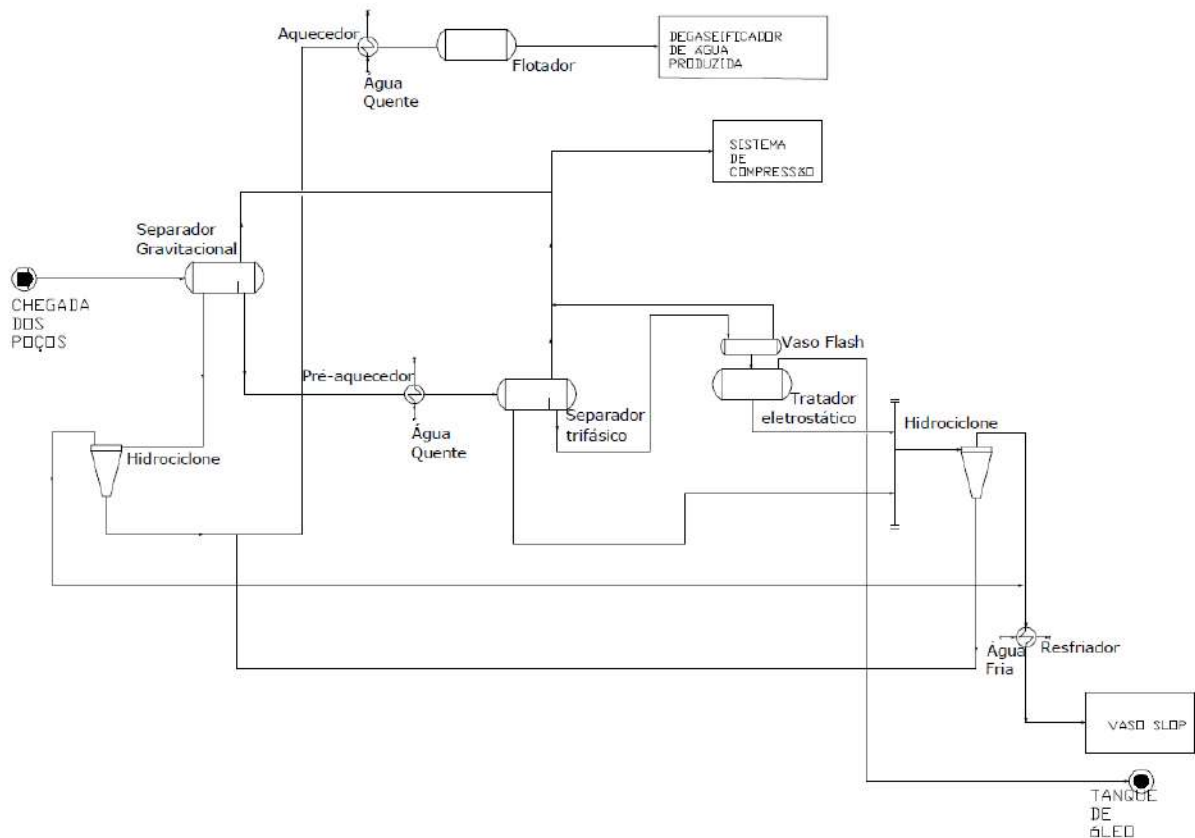 Aquecedor
Água
Quente
Flotador
DEGASEIFICADOR
DE ÁGUA
PRODUZIDA
SISTEMA
DE
COMPRESSÃO
Separador
Gravitacional
CHEGADA
DOS
POÇOS
Pré-aquecedor
Água
Quente
Separador
trifásico
Vaso Flash
Tratador
eletrostático
Hidrociclone
Hidrociclone
Água
Fria
Resfriador
VASO SLOP
TANQUE
DE
ÓLEO